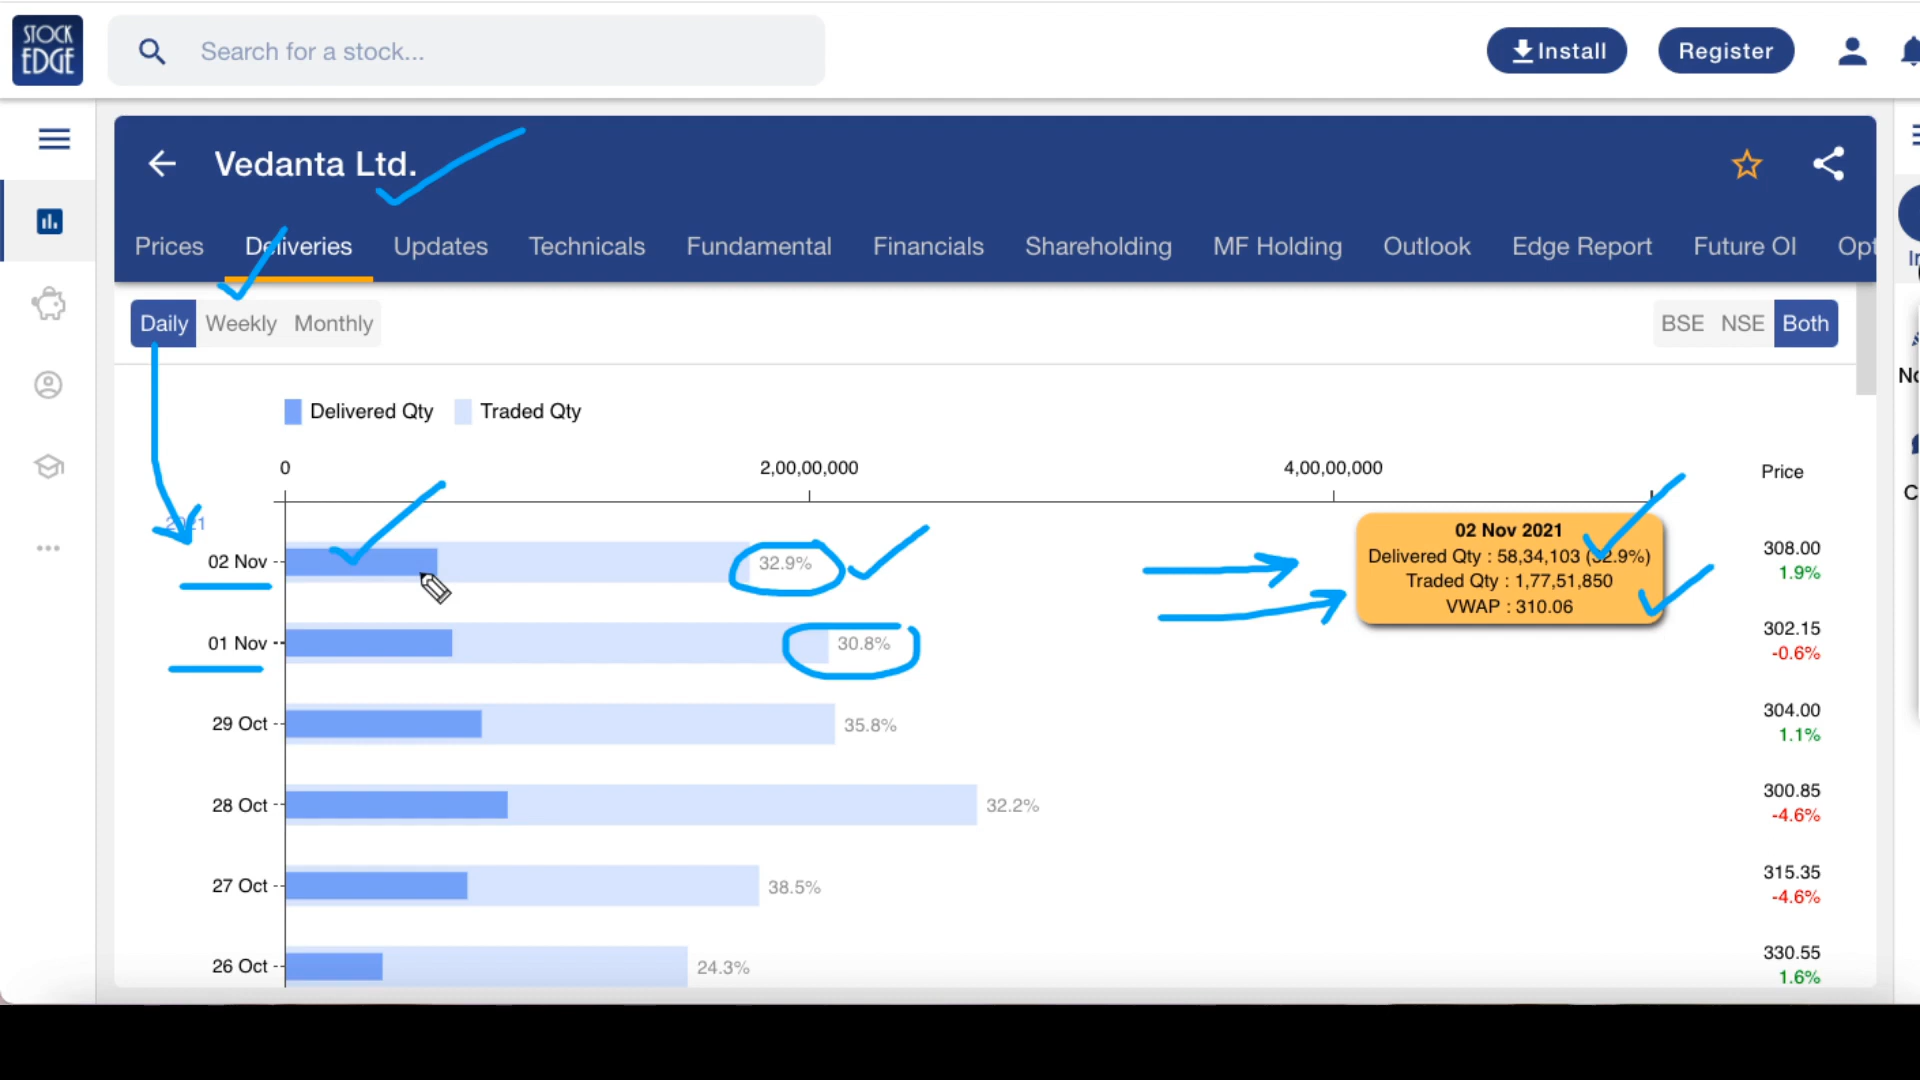 STOCK
EDGE
Search for a stock...
Install
Register
Vedanta Ltd.
Prices
Deliveries
Updates
Technicals
Fundamental
Financials
Shareholding
MF Holding
Outlook
Edge Report
Future OI
Daily
Weekly
Monthly
BSE
NSE
Both
Delivered Qty
Traded Qty
0
2,00,00,000
4,00,00,000
Price
2021
02 Nov
32.9%
02 Nov 2021
Delivered Qty : 58,34,103 (32.9%)
Traded Qty : 1,77,51,850
VWAP : 310.06
308.00
1.9%
01 Nov
30.8%
302.15
-0.6%
29 Oct
35.8%
304.00
1.1%
28 Oct
32.2%
300.85
-4.6%
27 Oct
38.5%
315.35
-4.6%
26 Oct
24.3%
330.55
1.6%